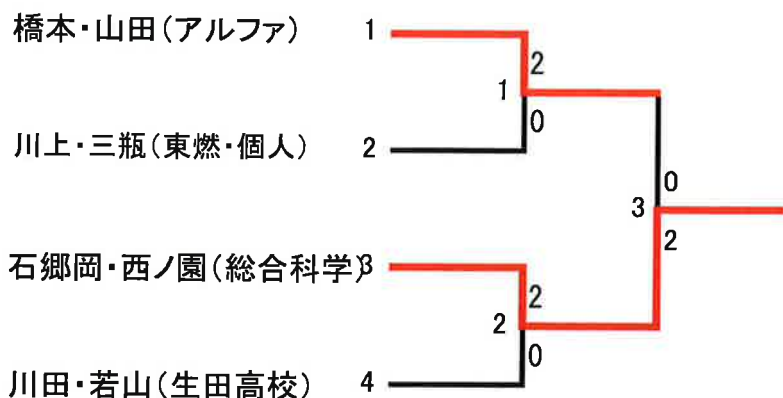 橋本・山田(アルファ) 1
2
1
0
川上・三瓶(東燃・個人) 2
0
3
2
石郷岡・西ノ園(総合科学)3
2
2
0
川田・若山(生田高校) 4